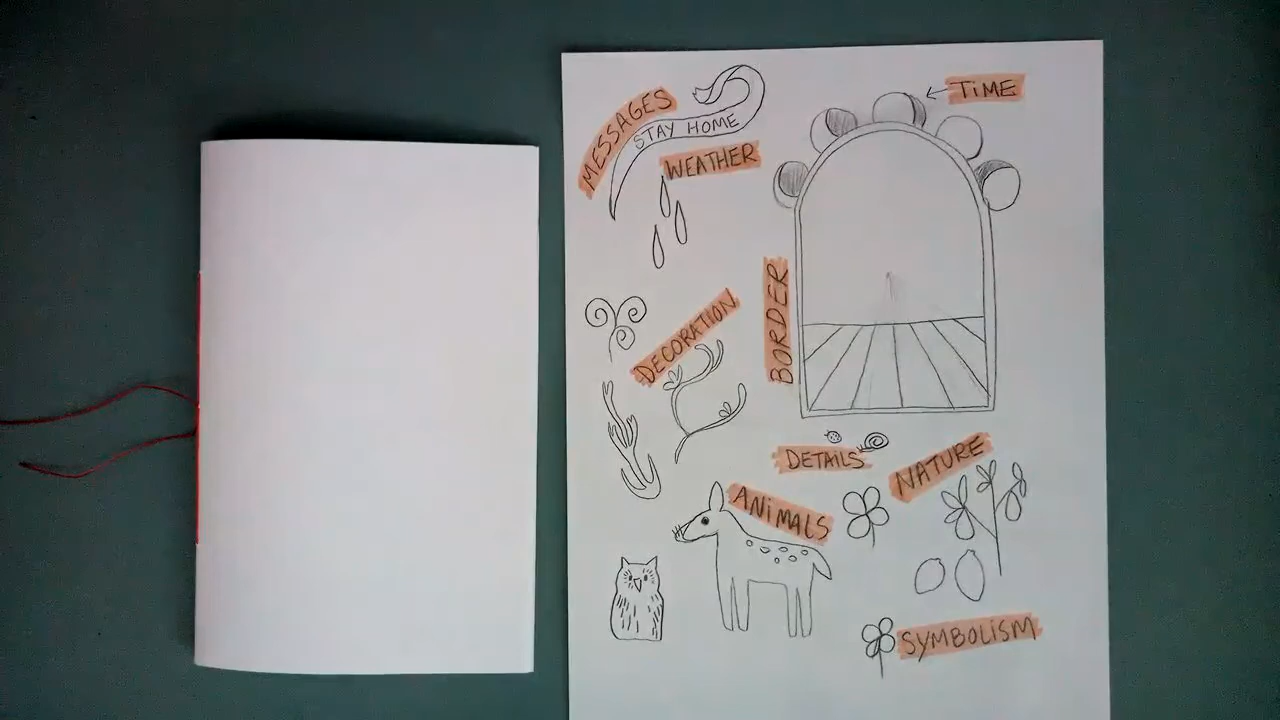 MESSAGES
STAY HOME
TiME
WEATHER
DECORATION
BORDER
DETAILS
NATURE
ANiMALS
SYMBOLISM